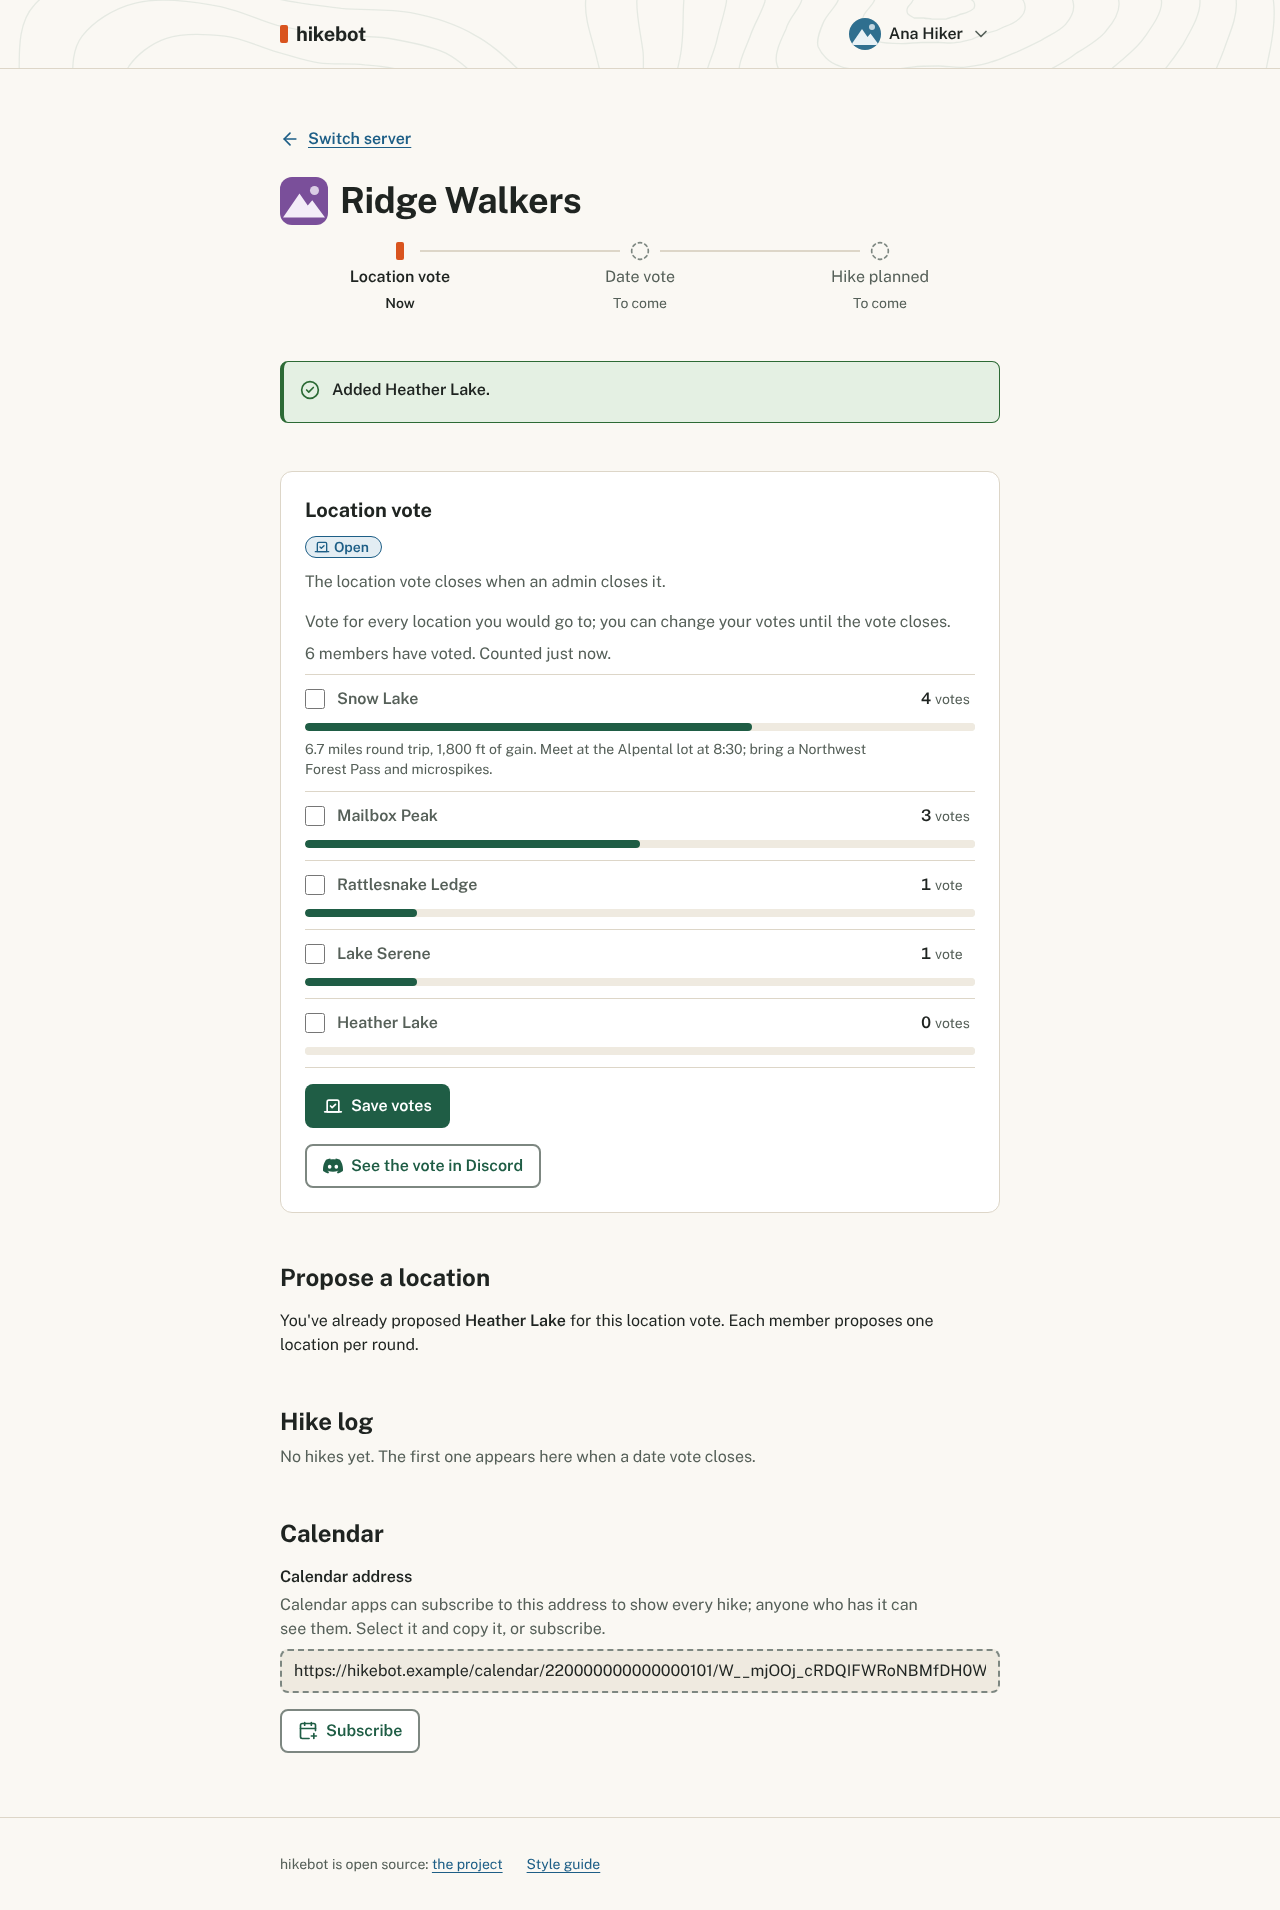 hikebot
Ana Hiker
Switch server
Ridge Walkers
Location vote
Now
Date vote
To come
Hike planned
To come
Added Heather Lake.
Location vote
Open
The location vote closes when an admin closes it.
Vote for every location you would go to; you can change your votes until the vote closes.
6 members have voted. Counted just now.
Snow Lake
4 votes
6.7 miles round trip, 1,800 ft of gain. Meet at the Alpental lot at 8:30; bring a Northwest
Forest Pass and microspikes.
Mailbox Peak
3 votes
Rattlesnake Ledge
1 vote
Lake Serene
1 vote
Heather Lake
0 votes
Save votes
See the vote in Discord
Propose a location
You've already proposed Heather Lake for this location vote. Each member proposes one
location per round.
Hike log
No hikes yet. The first one appears here when a date vote closes.
Calendar
Calendar address
Calendar apps can subscribe to this address to show every hike; anyone who has it can
see them. Select it and copy it, or subscribe.
https://hikebot.example/calendar/220000000000000101/W__mjOOj_cRDQIFWRoNBMfDH0W
Subscribe
hikebot is open source: the project
Style guide